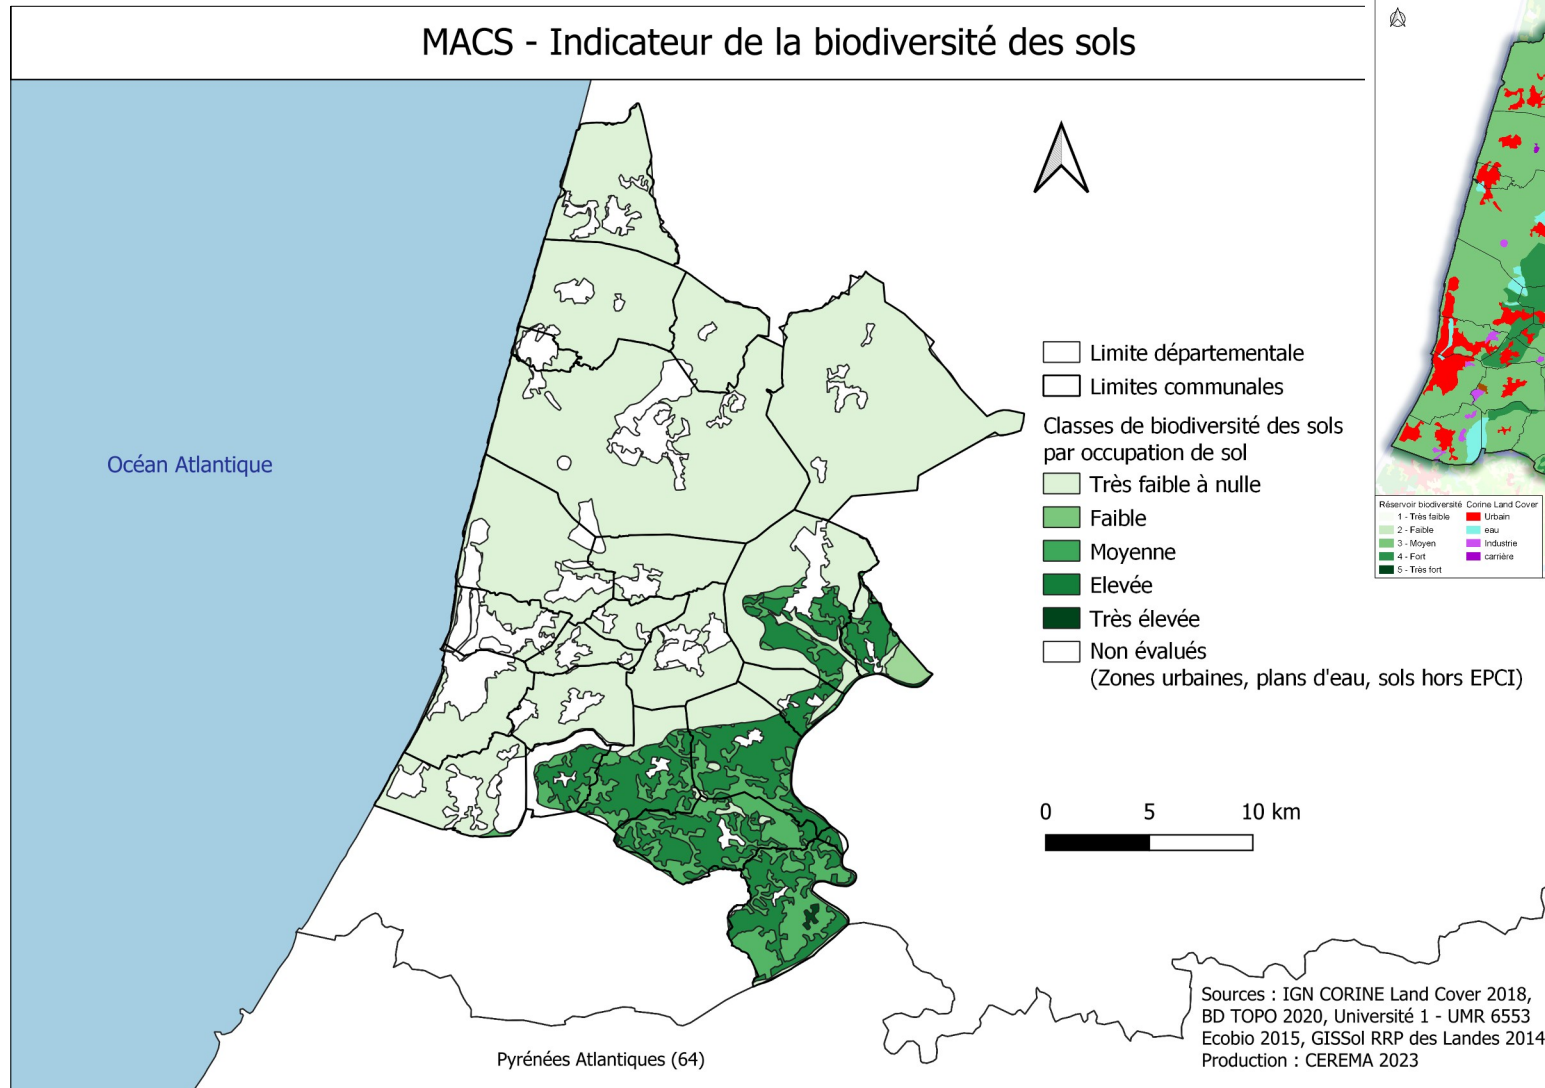 MACS - Indicateur de la biodiversité des sols
Océan Atlantique
Limite départementale
Limites communales
Classes de biodiversité des sols
par occupation de sol
Très faible à nulle
Faible
Moyenne
Elevée
Très élevée
Non évalués
(Zones urbaines, plans d'eau, sols hors EPCI)
0 5 10 km
Pyrénées Atlantiques (64)
Sources : IGN CORINE Land Cover 2018,
BD TOPO 2020, Université 1 - UMR 6553
Ecobio 2015, GISSol RRP des Landes 2014
Production : CEREMA 2023
Réservoir biodiversité Corine Land Cover
1 - Très faible Urbain
2 - Faible eau
3 - Moyen Industrie
4 - Fort carrière
5 - Très fort